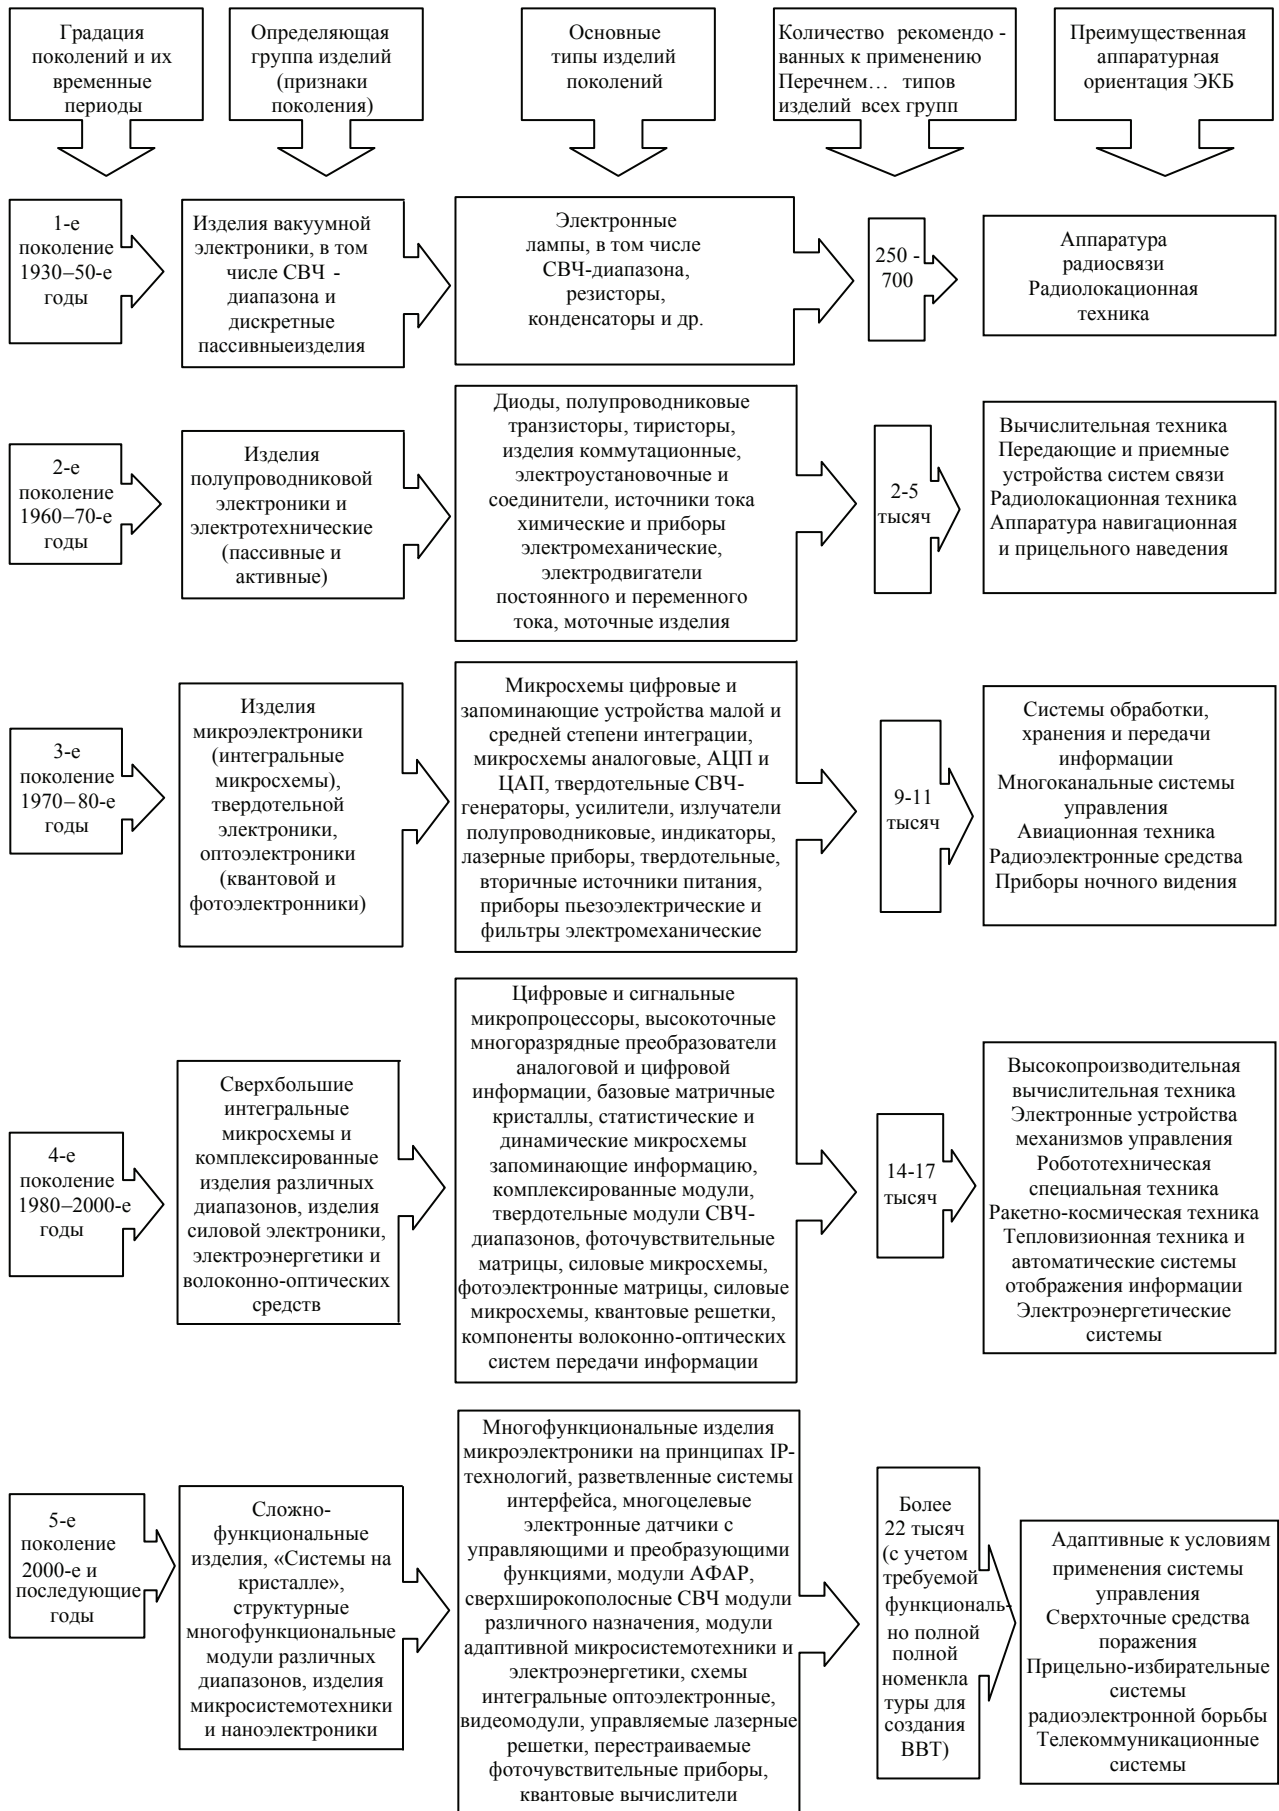 Градация
поколений и их
временные
периоды
Определяющая
группа изделий
(признаки
поколения)
Основные
типы изделий
поколений
Количество рекомендо -
ванных к применению
Перечнем… типов
изделий всех групп
Преимущественная
аппаратурная
ориентация ЭКБ
1-е
поколение
1930–50-е
годы
Изделия вакуумной
электроники, в том
числе СВЧ -
диапазона и
дискретные
пассивныеизделия
Электронные
лампы, в том числе
СВЧ-диапазона,
резисторы,
конденсаторы и др.
250 -
700
Аппаратура
радиосвязи
Радиолокационная
техника
2-е
поколение
1960–70-е
годы
Изделия
полупроводниковой
электроники и
электротехнические
(пассивные и
активные)
Диоды, полупроводниковые
транзисторы, тиристоры,
изделия коммутационные,
электроустановочные и
соединители, источники тока
химические и приборы
электромеханические,
электродвигатели
постоянного и переменного
тока, моточные изделия
2-5
тысяч
Вычислительная техника
Передающие и приемные
устройства систем связи
Радиолокационная техника
Аппаратура навигационная
и прицельного наведения
3-е
поколение
1970–80-е
годы
Изделия
микроэлектроники
(интегральные
микросхемы),
твердотельной
электроники,
оптоэлектроники
(квантовой и
фотоэлектронники)
Микросхемы цифровые и
запоминающие устройства малой и
средней степени интеграции,
микросхемы аналоговые, АЦП и
ЦАП, твердотельные СВЧ-
генераторы, усилители, излучатели
полупроводниковые, индикаторы,
лазерные приборы, твердотельные,
вторичные источники питания,
приборы пьезоэлектрические и
фильтры электромеханические
9-11
тысяч
Системы обработки,
хранения и передачи
информации
Многоканальные системы
управления
Авиационная техника
Радиоэлектронные средства
Приборы ночного видения
4-е
поколение
1980–2000-е
годы
Сверхбольшие
интегральные
микросхемы и
комплексированные
изделия различных
диапазонов, изделия
силовой электроники,
электроэнергетики и
волоконно-оптических
средств
Цифровые и сигнальные
микропроцессоры, высокоточные
многоразрядные преобразователи
аналоговой и цифровой
информации, базовые матричные
кристаллы, статистические и
динамические микросхемы
запоминающие информацию,
комплексированные модули,
твердотельные модули СВЧ-
диапазонов, фоточувствительные
матрицы, силовые микросхемы,
фотоэлектронные матрицы, силовые
микросхемы, квантовые решетки,
компоненты волоконно-оптических
систем передачи информации
14-17
тысяч
Высокопроизводительная
вычислительная техника
Электронные устройства
механизмов управления
Робототехническая
специальная техника
Ракетно-космическая техника
Тепловизионная техника и
автоматические системы
отображения информации
Электроэнергетические
системы
5-е
поколение
2000-е и
последующие
годы
Сложно-
функциональные
изделия, «Системы на
кристалле»,
структурные
многофункциональные
модули различных
диапазонов, изделия
микросистемотехники
и наноэлектроники
Многофункциональные изделия
микроэлектроники на принципах IP-
технологий, разветвленные системы
интерфейса, многоцелевые
электронные датчики с
управляющими и преобразующими
функциями, модули АФАР,
сверхширокополосные СВЧ модули
различного назначения, модули
адаптивной микросистемотехники и
электроэнергетики, схемы
интегральные оптоэлектронные,
видеомодули, управляемые лазерные
решетки, перестраиваемые
фоточувствительные приборы,
квантовые вычислители
Более
22 тысяч
(с учетом
требуемой
функциональ-
но полной
полной
номенкла
туры для
создания
ВВТ)
Адаптивные к условиям
применения системы
управления
Сверхточные средства
поражения
Прицельно-избирательные
системы
радиоэлектронной борьбы
Телекоммуникационные
системы